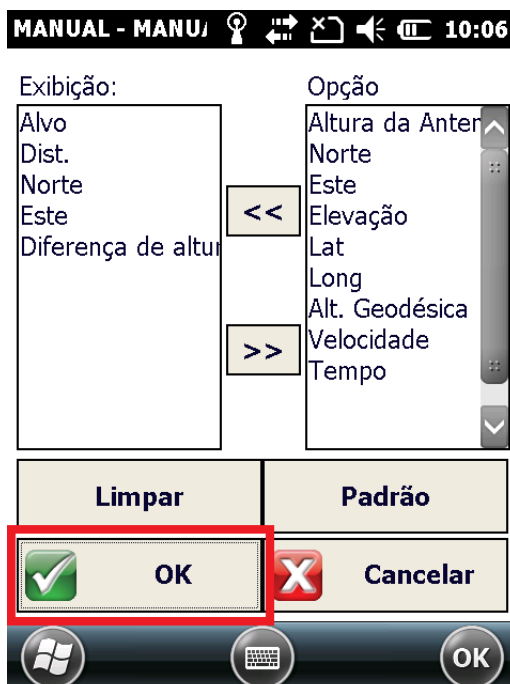 MANUAL - MANU 10:06
Exibição: Opção
Alvo
Dist.
Norte
Este
Diferença de altur
Altura da Anter
Norte
Este
Elevação
Lat
Long
Alt. Geodésica
Velocidade
Tempo
<<
>>
Limpar Padrão
OK Cancelar
OK